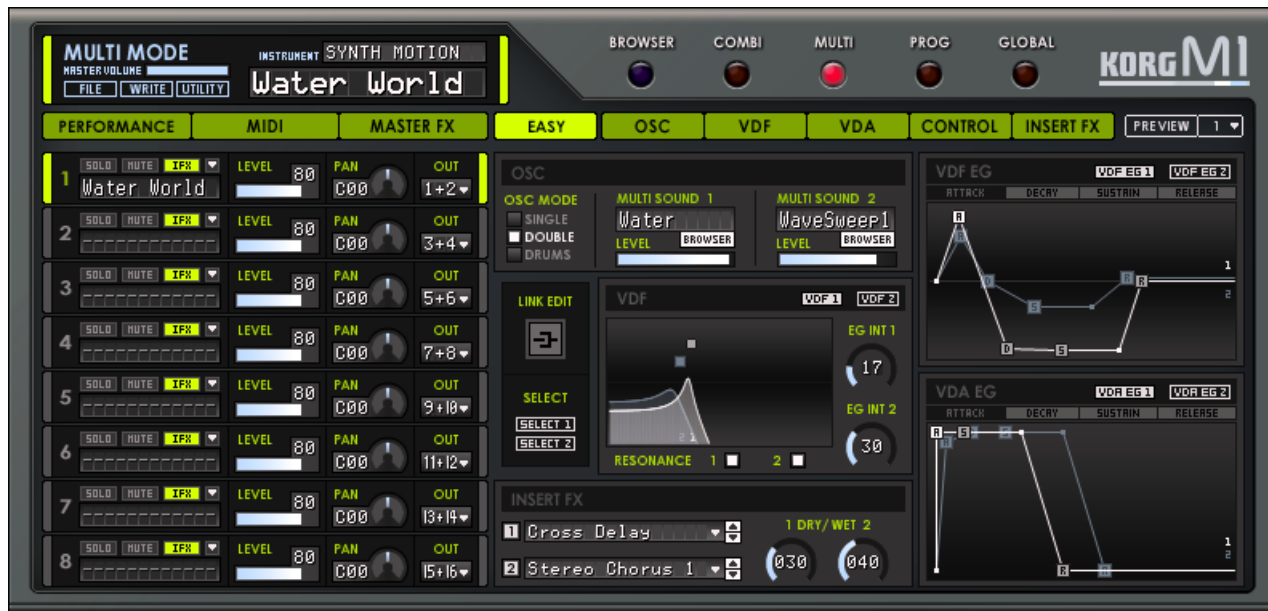 MULTI MODE
INSTRUMENT SYNTH MOTION
MASTER VOLUME
FILE WRITE UTILITY
Water World
BROWSER COMBI MULTI PROG GLOBAL
KORG M1
PERFORMANCE MIDI MASTER FX EASY OSC VDF VDA CONTROL INSERT FX PREVIEW 1
1 SOLO MUTE IFX LEVEL 80 PAN C00 OUT 1+2
Water World
2 SOLO MUTE IFX LEVEL 80 PAN C00 OUT 3+4
3 SOLO MUTE IFX LEVEL 80 PAN C00 OUT 5+6
4 SOLO MUTE IFX LEVEL 80 PAN C00 OUT 7+8
5 SOLO MUTE IFX LEVEL 80 PAN C00 OUT 9+10
6 SOLO MUTE IFX LEVEL 80 PAN C00 OUT 11+12
7 SOLO MUTE IFX LEVEL 80 PAN C00 OUT 13+14
8 SOLO MUTE IFX LEVEL 80 PAN C00 OUT 15+16
OSC
OSC MODE
SINGLE
DOUBLE
DRUMS
MULTI SOUND 1
Water
LEVEL BROWSER
MULTI SOUND 2
WaveSweep1
LEVEL BROWSER
LINK EDIT
SELECT
SELECT 1
SELECT 2
VDF VDF 1 VDF 2
EG INT 1
17
EG INT 2
30
2 1
RESONANCE 1 2
INSERT FX
1 Cross Delay
2 Stereo Chorus 1
1 DRY/WET 2
030 040
VDF EG VDF EG 1 VDF EG 2
ATTACK DECAY SUSTAIN RELEASE
A
A
D
S
R R
D S
1
2
VDA EG VDA EG 1 VDA EG 2
ATTACK DECAY SUSTAIN RELEASE
A S D S
A
1
2
R R